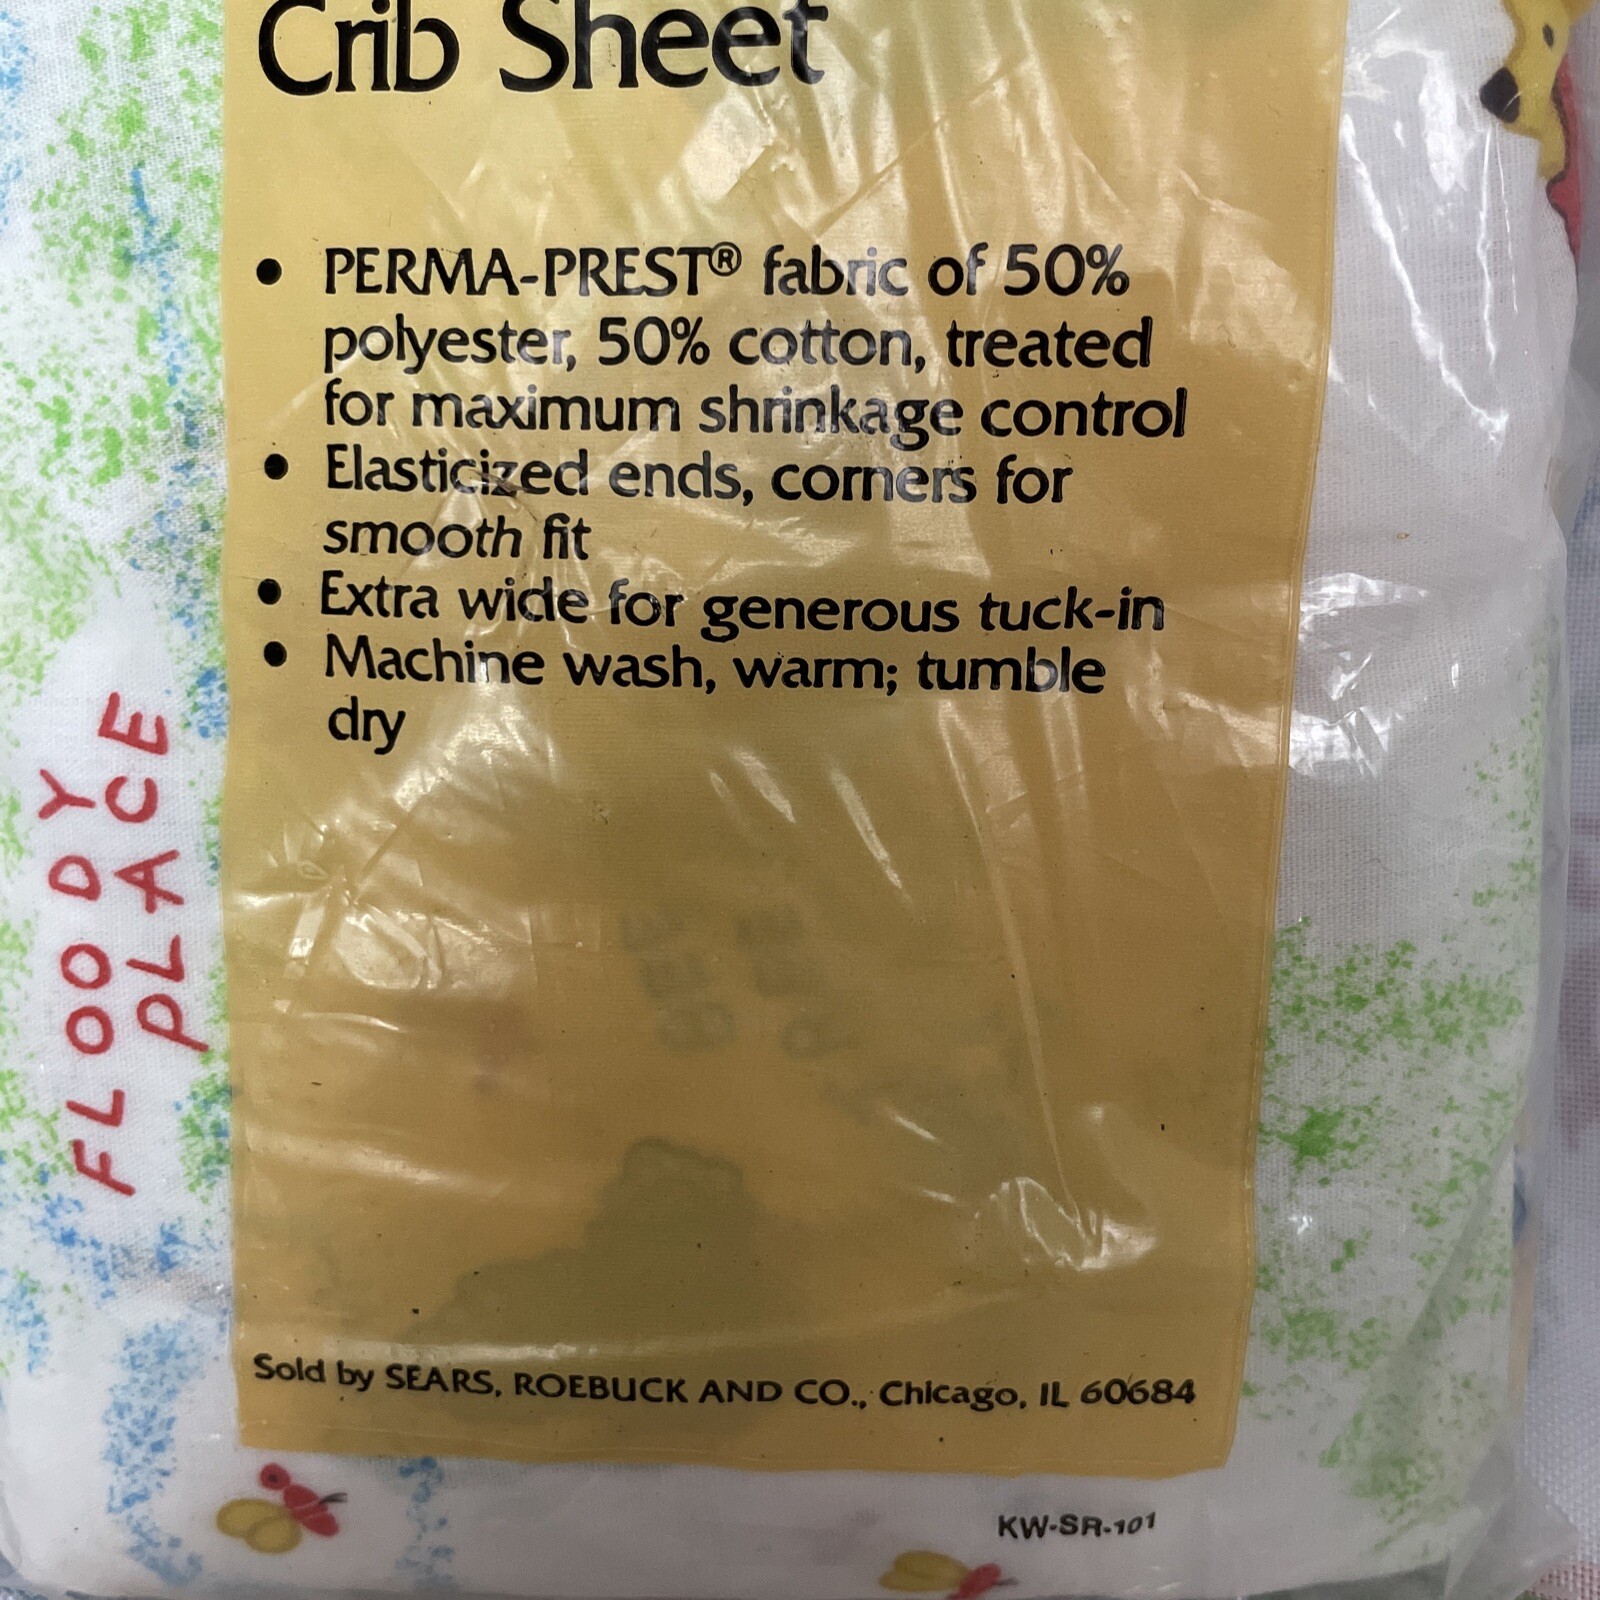 Crib Sheet
• PERMA-PREST® fabric of 50%
polyester, 50% cotton, treated
for maximum shrinkage control
• Elasticized ends, corners for
smooth fit
• Extra wide for generous tuck-in
• Machine wash, warm; tumble
dry
FLOODY
PLACE
Sold by SEARS, ROEBUCK AND CO., Chicago, IL 60684
KW-SR-101